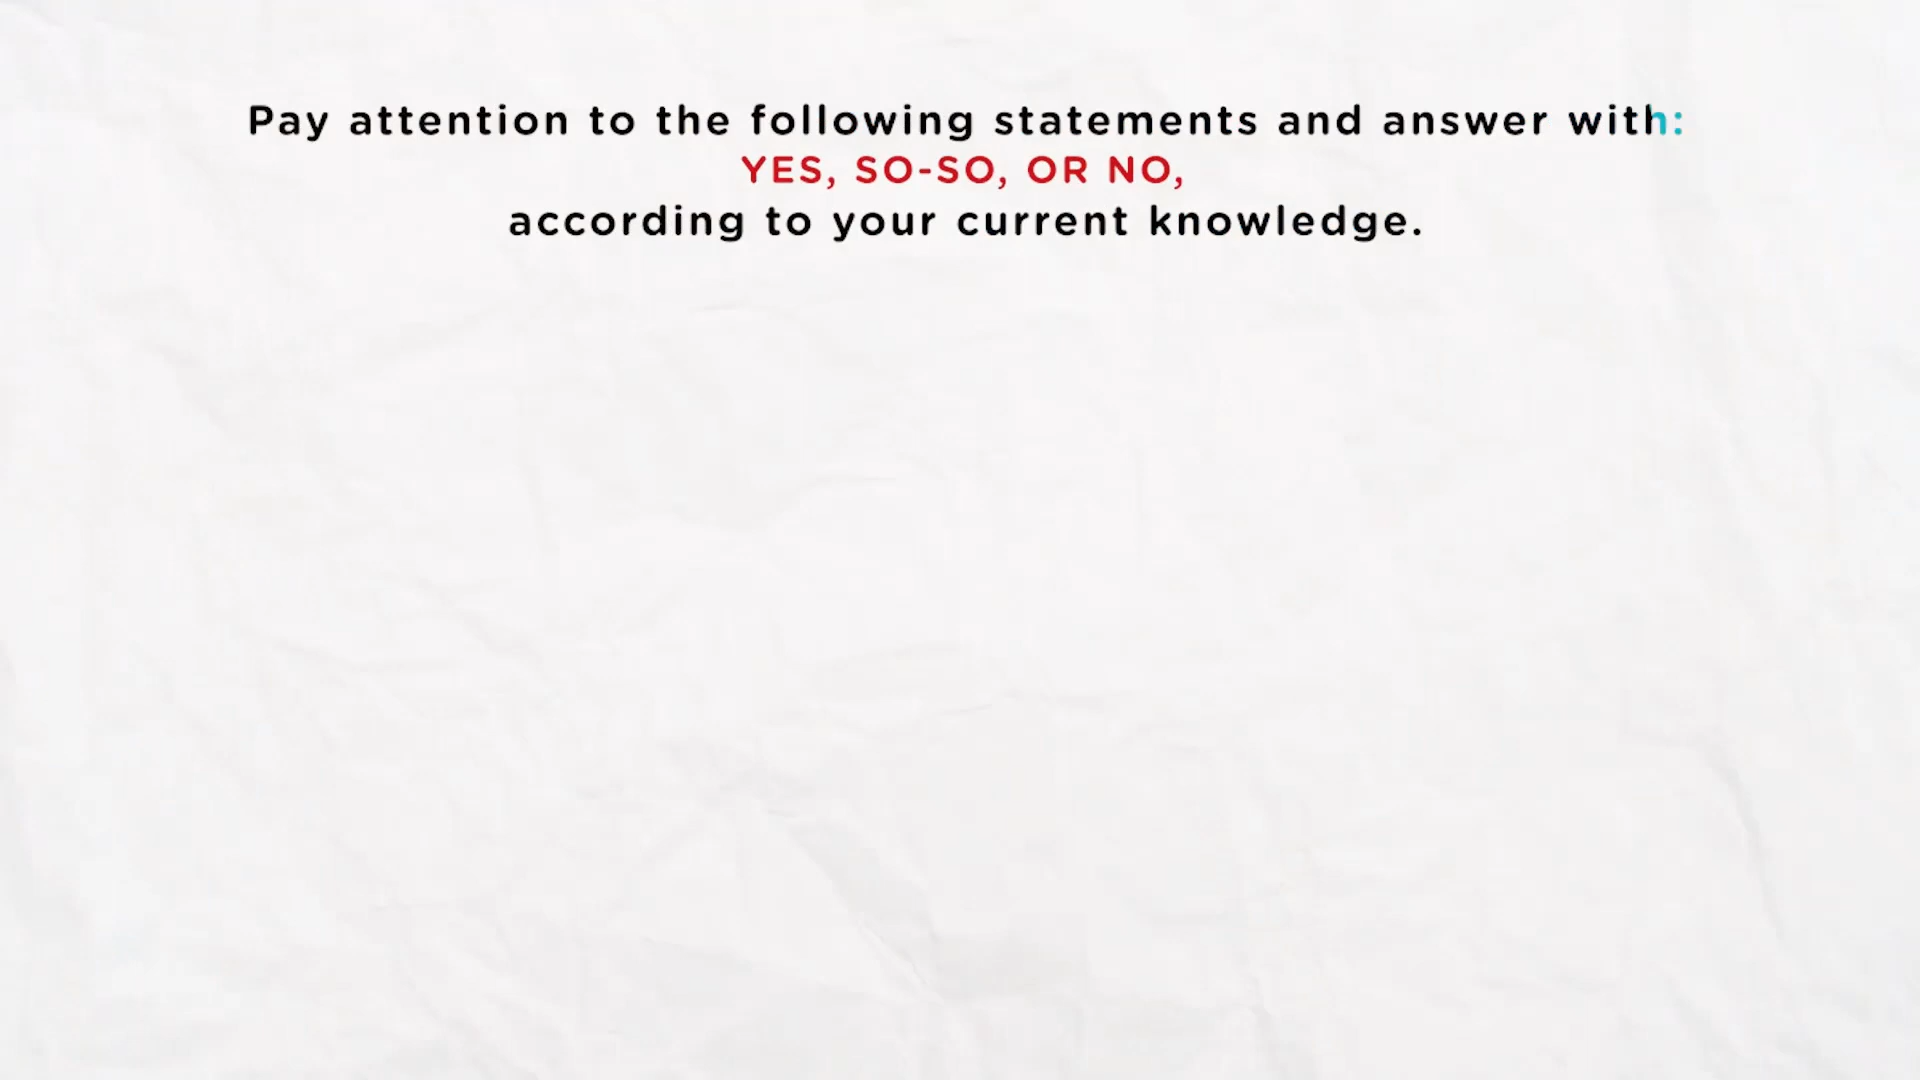 Pay attention to the following statements and answer with:
YES, SO-SO, OR NO,
according to your current knowledge.